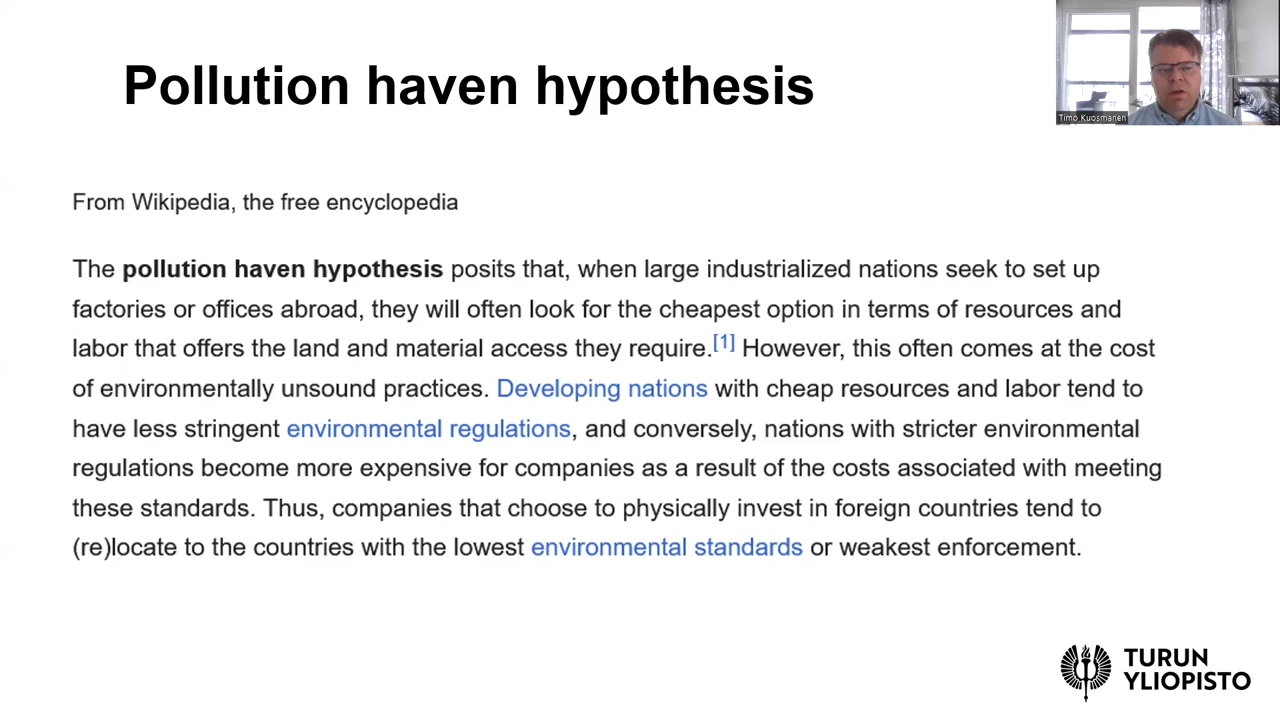 Pollution haven hypothesis
Timo Kuosmanen
From Wikipedia, the free encyclopedia
The pollution haven hypothesis posits that, when large industrialized nations seek to set up
factories or offices abroad, they will often look for the cheapest option in terms of resources and
labor that offers the land and material access they require.[1] However, this often comes at the cost
of environmentally unsound practices. Developing nations with cheap resources and labor tend to
have less stringent environmental regulations, and conversely, nations with stricter environmental
regulations become more expensive for companies as a result of the costs associated with meeting
these standards. Thus, companies that choose to physically invest in foreign countries tend to
(re)locate to the countries with the lowest environmental standards or weakest enforcement.
TURUN
YLIOPISTO